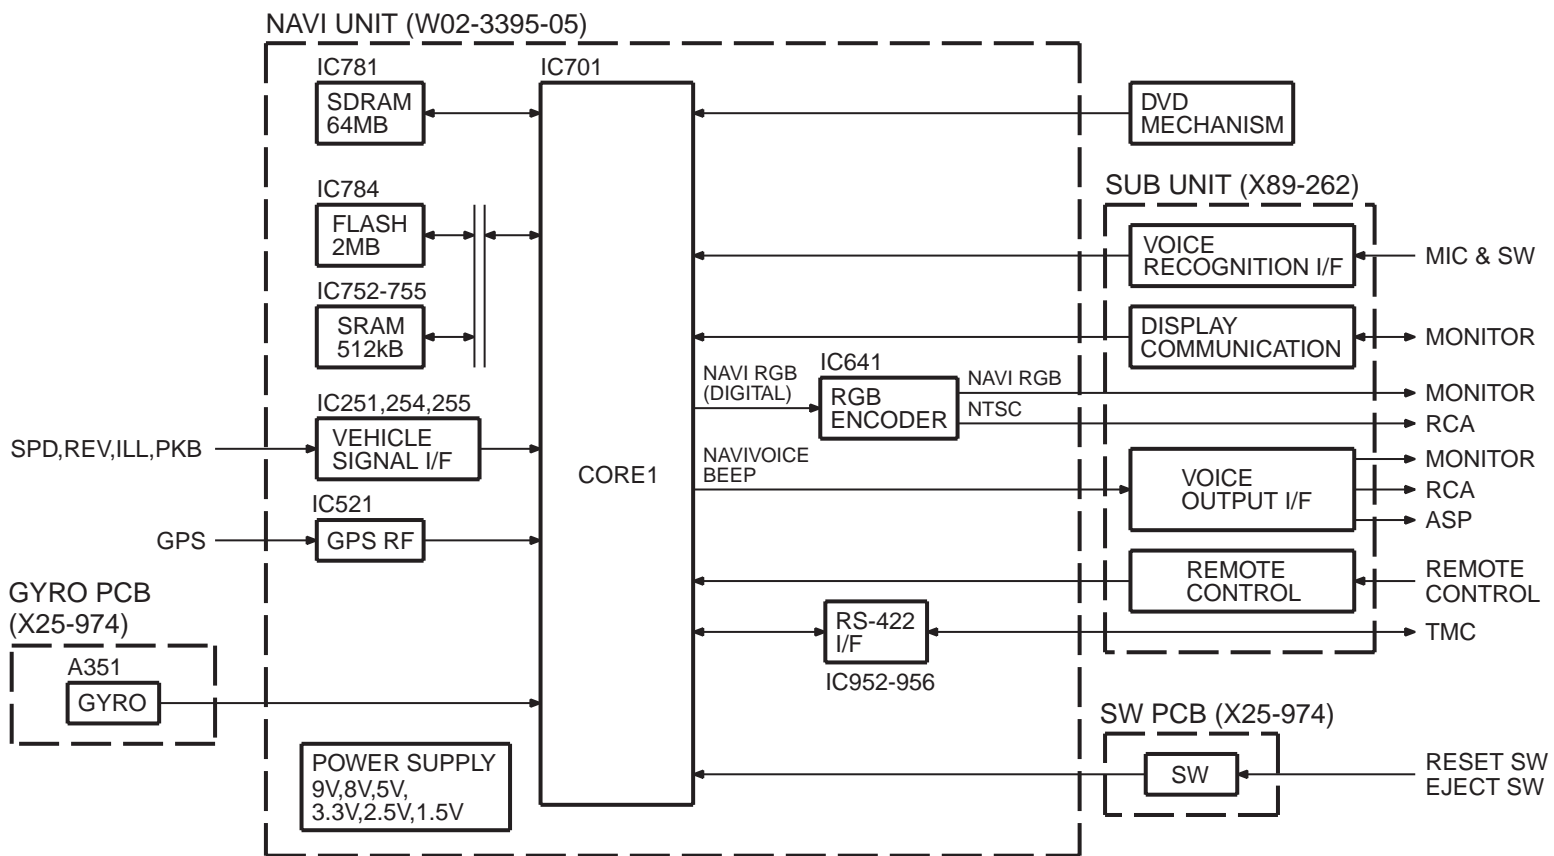 NAVI UNIT (W02-3395-05)
IC781
SDRAM
64MB
IC784
FLASH
2MB
IC752-755
SRAM
512kB
IC251,254,255
SPD,REV,ILL,PKB
VEHICLE
SIGNAL I/F
IC521
GPS
GPS RF
GYRO PCB
(X25-974)
A351
GYRO
POWER SUPPLY
9V,8V,5V,
3.3V,2.5V,1.5V
IC701
CORE1
NAVI RGB
(DIGITAL)
IC641
RGB
ENCODER
NAVI RGB
NTSC
NAVIVOICE
BEEP
RS-422
I/F
IC952-956
DVD
MECHANISM
SUB UNIT (X89-262)
VOICE
RECOGNITION I/F
MIC & SW
DISPLAY
COMMUNICATION
MONITOR
MONITOR
RCA
VOICE
OUTPUT I/F
MONITOR
RCA
ASP
REMOTE
CONTROL
REMOTE
CONTROL
TMC
SW PCB (X25-974)
SW
RESET SW
EJECT SW